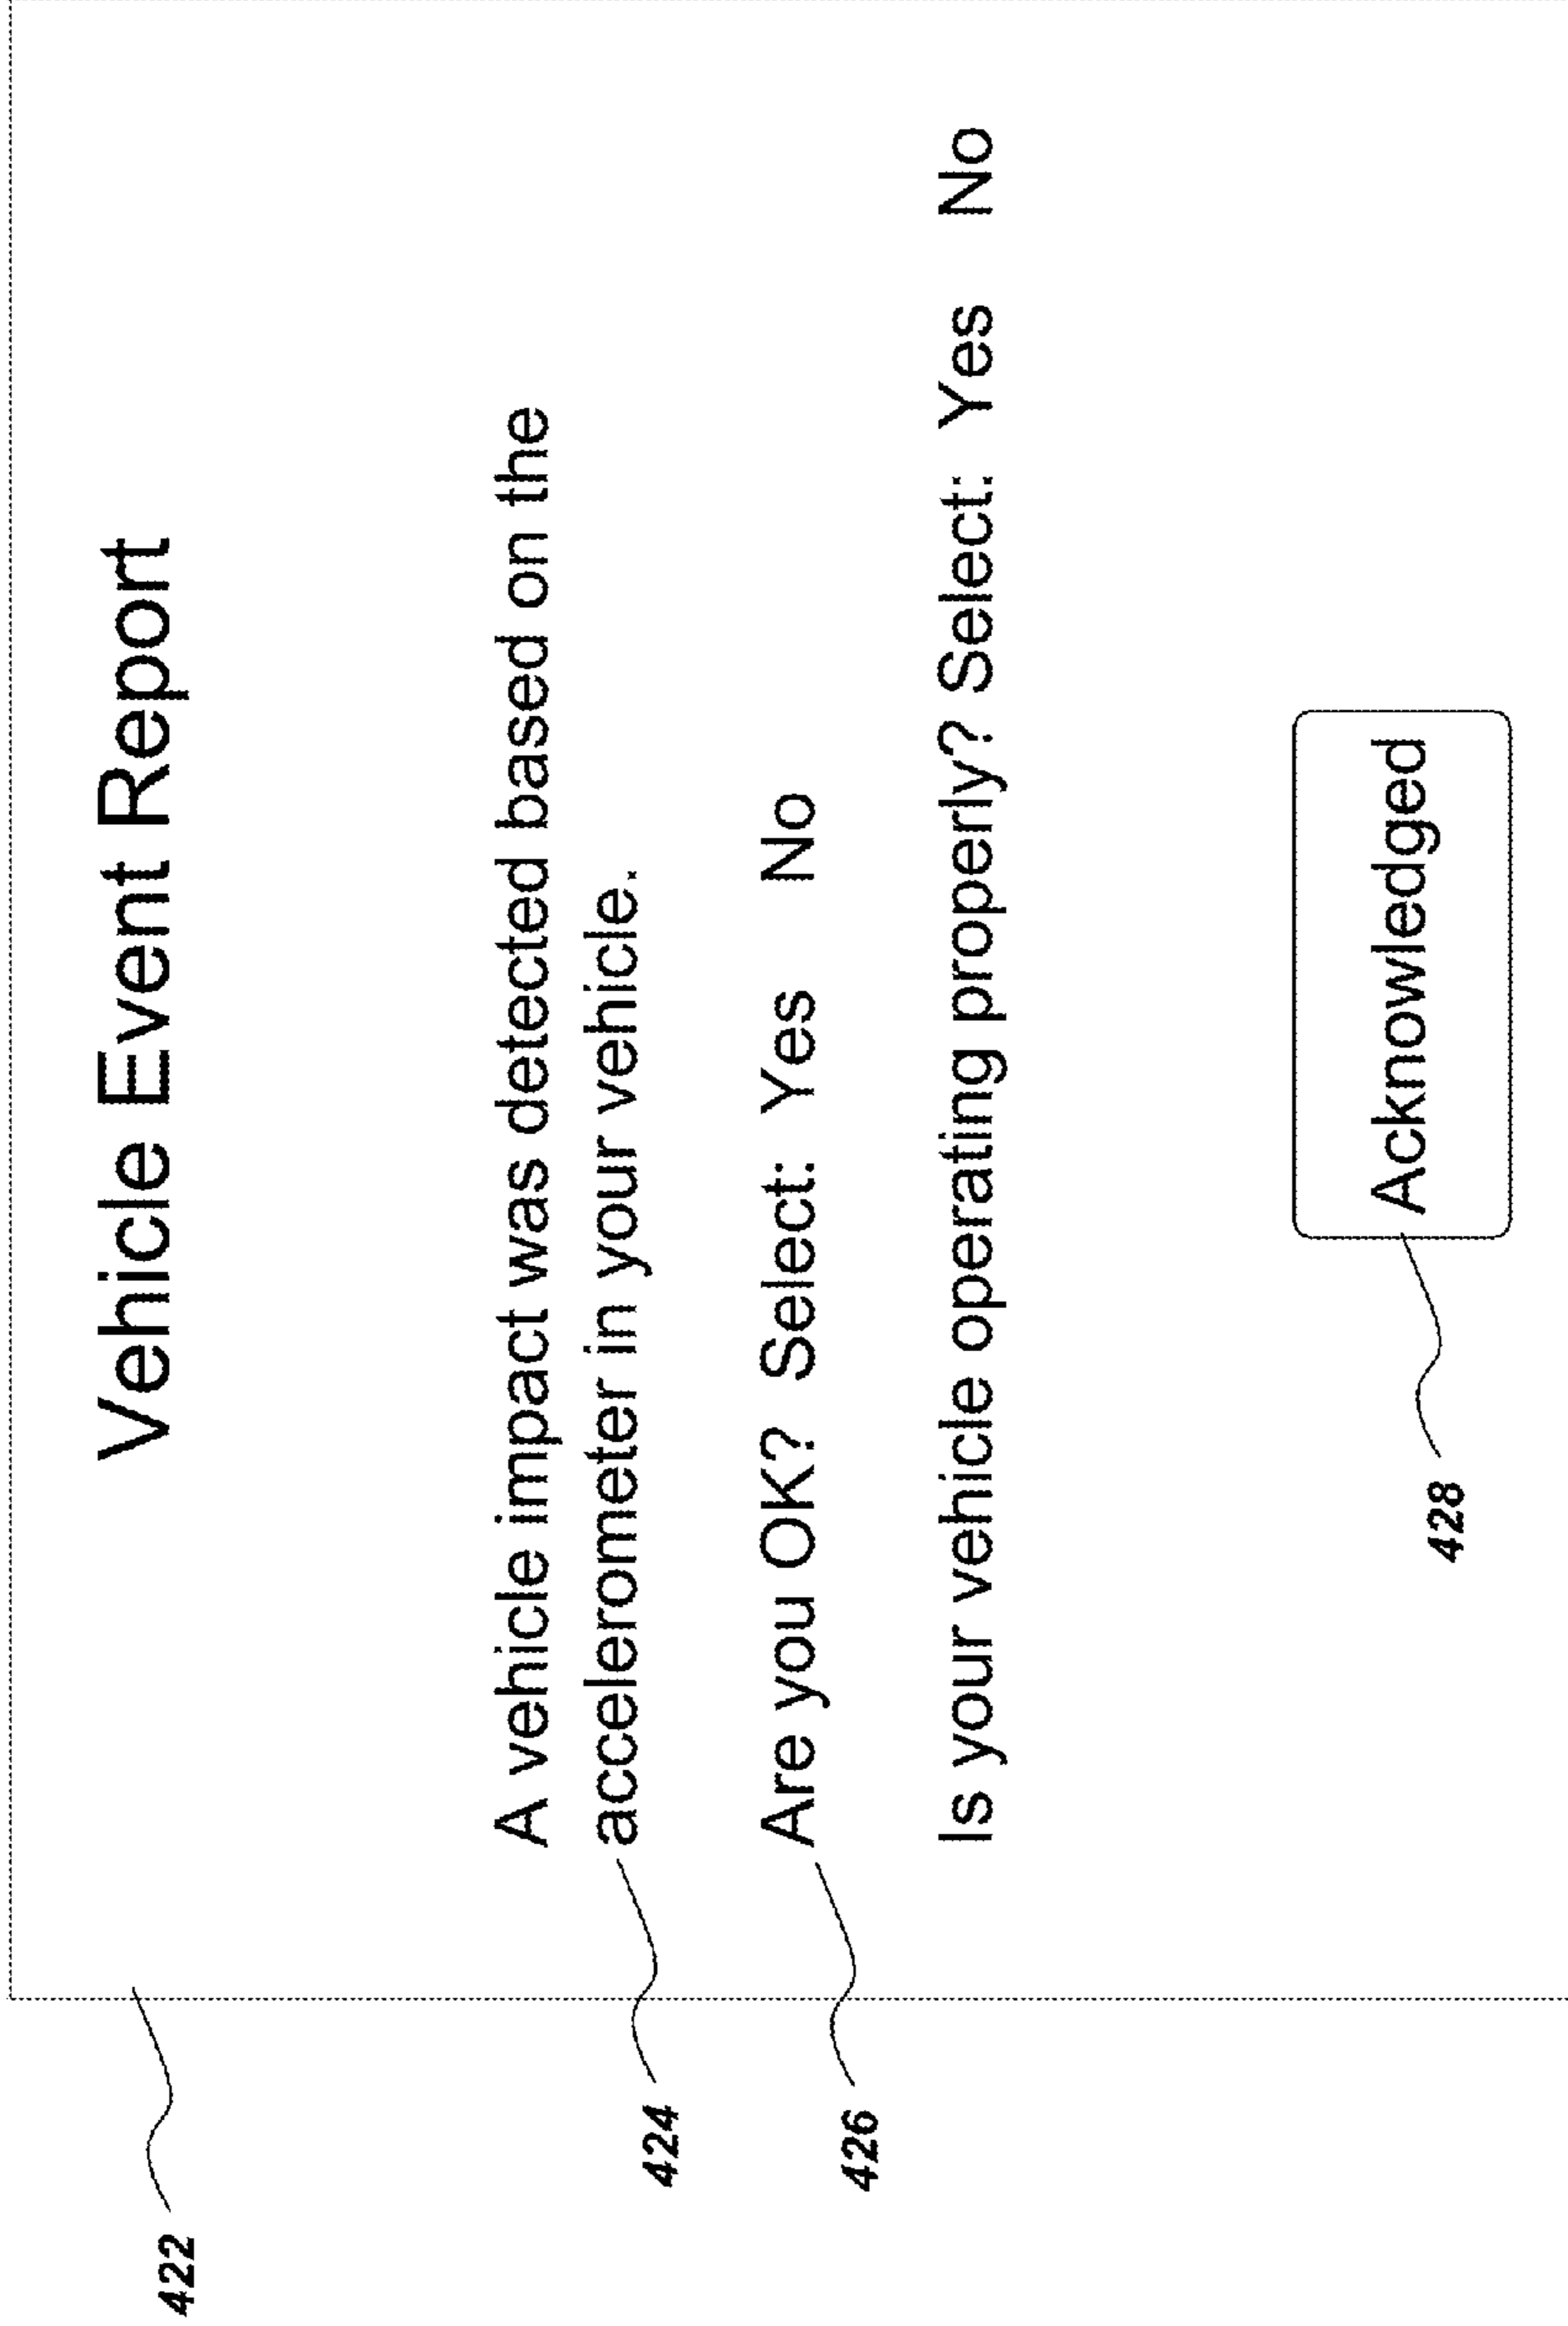 Vehicle Event Report
422
A vehicle impact was detected based on the
accelerometer in your vehicle.
424
Are you OK? Select: Yes No
426
Is your vehicle operating properly? Select: Yes No
Acknowledged
428